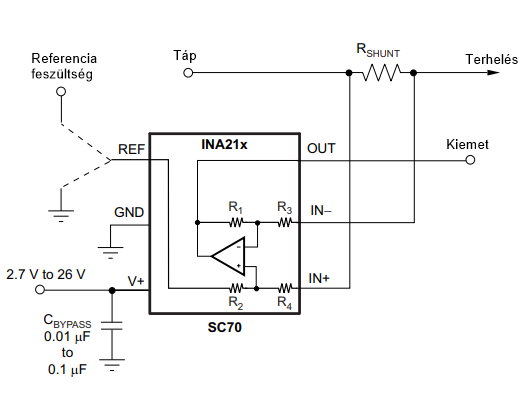 Referencia
feszültség
Táp
RSHUNT
Terhelés
REF
INA21x
OUT
Kiemet
GND
R1
R3
IN–
-
+
2.7 V to 26 V
V+
R2
R4
IN+
CBYPASS
0.01 µF
to
0.1 µF
SC70